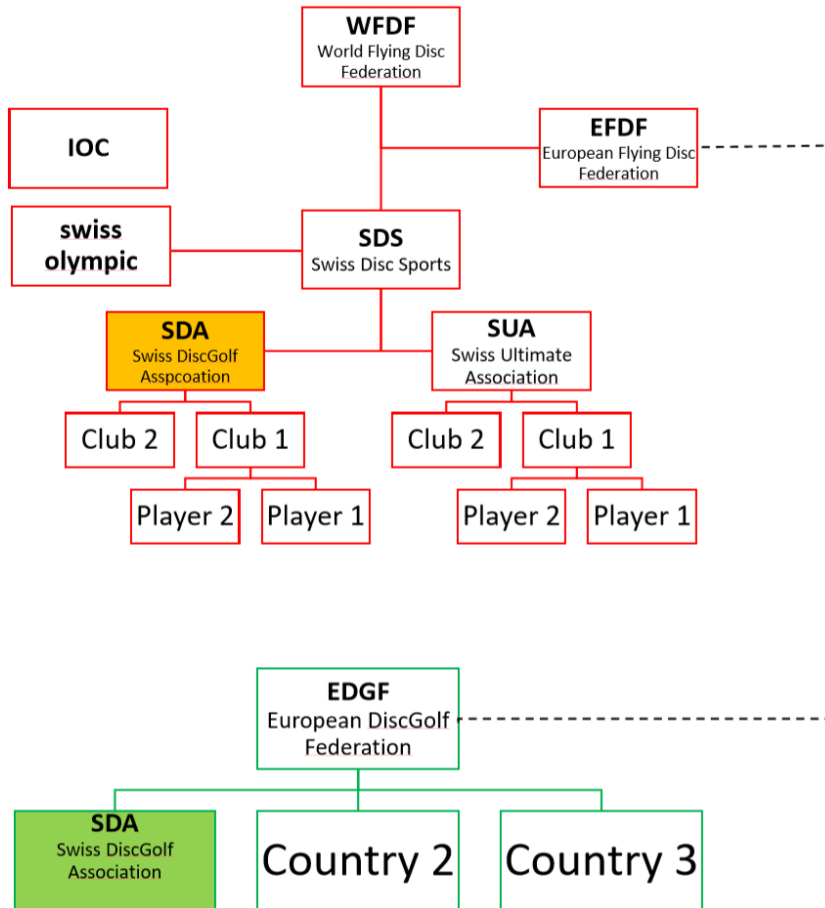 WFDF
World Flying Disc
Federation
IOC
EFDF
European Flying Disc
Federation
swiss
olympic
SDS
Swiss Disc Sports
SDA
Swiss DiscGolf
Asspcoation
SUA
Swiss Ultimate
Association
Club 2
Club 1
Club 2
Club 1
Player 2
Player 1
Player 2
Player 1
EDGF
European DiscGolf
Federation
SDA
Swiss DiscGolf
Association
Country 2
Country 3